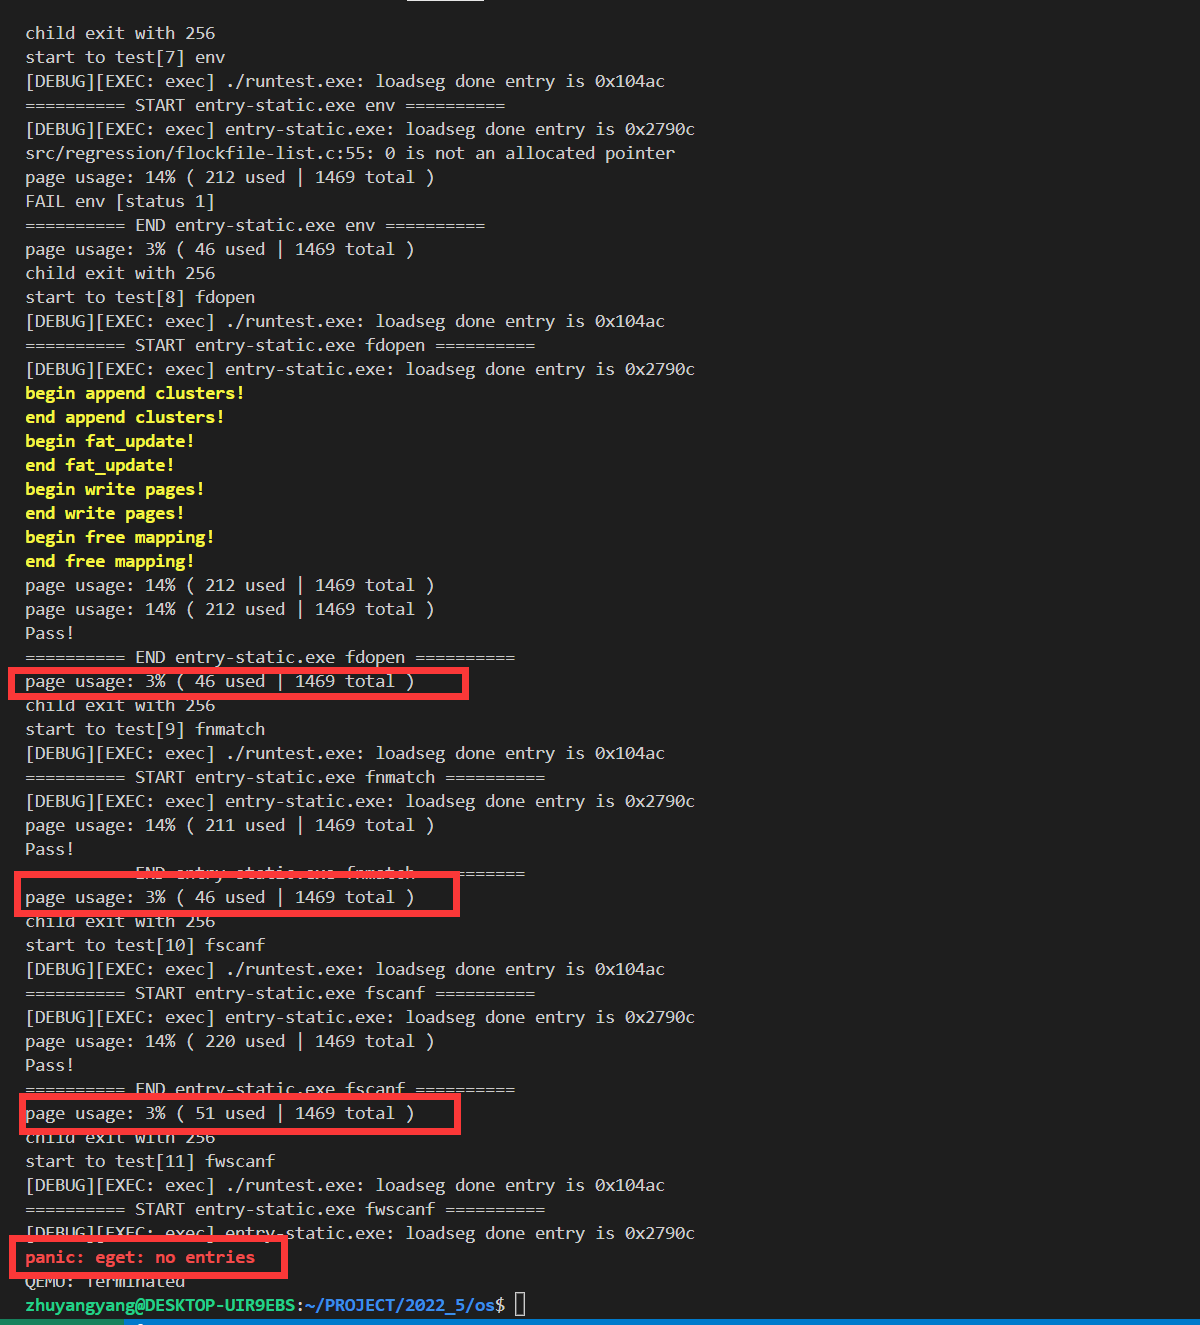 child exit with 256
start to test[7] env
[DEBUG][EXEC: exec] ./runtest.exe: loadseg done entry is 0x104ac
========== START entry-static.exe env ==========
[DEBUG][EXEC: exec] entry-static.exe: loadseg done entry is 0x2790c
src/regression/flockfile-list.c:55: 0 is not an allocated pointer
page usage: 14% ( 212 used | 1469 total )
FAIL env [status 1]
========== END entry-static.exe env ==========
page usage: 3% ( 46 used | 1469 total )
child exit with 256
start to test[8] fdopen
[DEBUG][EXEC: exec] ./runtest.exe: loadseg done entry is 0x104ac
========== START entry-static.exe fdopen ==========
[DEBUG][EXEC: exec] entry-static.exe: loadseg done entry is 0x2790c
begin append clusters!
end append clusters!
begin fat_update!
end fat_update!
begin write pages!
end write pages!
begin free mapping!
end free mapping!
page usage: 14% ( 212 used | 1469 total )
page usage: 14% ( 212 used | 1469 total )
Pass!
========== END entry-static.exe fdopen ==========
page usage: 3% ( 46 used | 1469 total )
child exit with 256
start to test[9] fnmatch
[DEBUG][EXEC: exec] ./runtest.exe: loadseg done entry is 0x104ac
========== START entry-static.exe fnmatch ==========
[DEBUG][EXEC: exec] entry-static.exe: loadseg done entry is 0x2790c
page usage: 14% ( 211 used | 1469 total )
Pass!
========== END entry-static.exe fnmatch ==========
page usage: 3% ( 46 used | 1469 total )
child exit with 256
start to test[10] fscanf
[DEBUG][EXEC: exec] ./runtest.exe: loadseg done entry is 0x104ac
========== START entry-static.exe fscanf ==========
[DEBUG][EXEC: exec] entry-static.exe: loadseg done entry is 0x2790c
page usage: 14% ( 220 used | 1469 total )
Pass!
========== END entry-static.exe fscanf ==========
page usage: 3% ( 51 used | 1469 total )
child exit with 256
start to test[11] fwscanf
[DEBUG][EXEC: exec] ./runtest.exe: loadseg done entry is 0x104ac
========== START entry-static.exe fwscanf ==========
[DEBUG][EXEC: exec] entry-static.exe: loadseg done entry is 0x2790c
panic: eget: no entries
QEMU: Terminated
zhuyangyang@DESKTOP-UIR9EBS:~/PROJECT/2022_5/os$